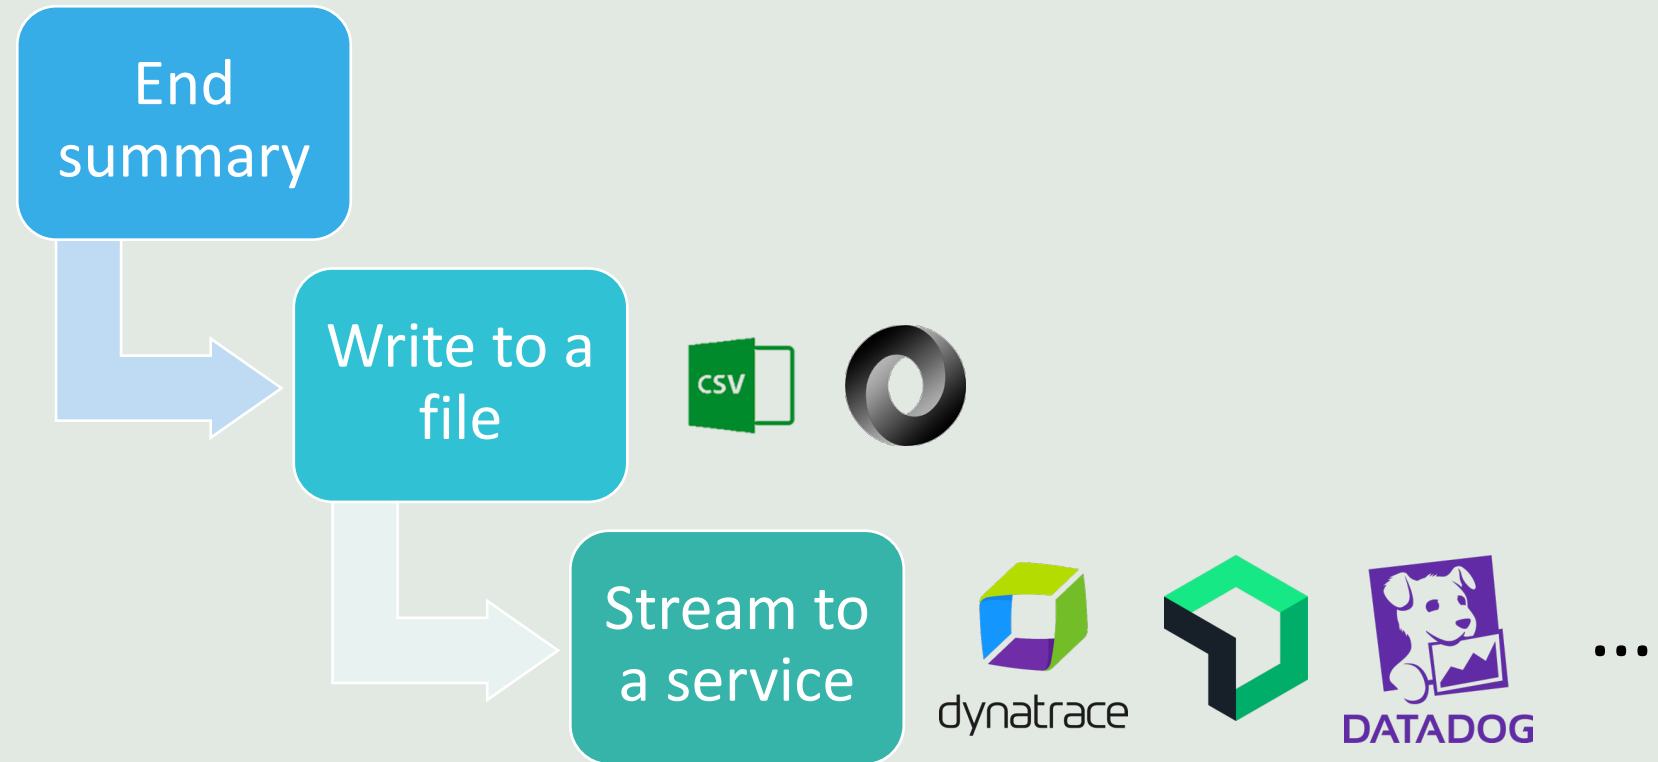 End
summary
Write to a
file
CSV
Stream to
a service
dynatrace
DATADOG
...